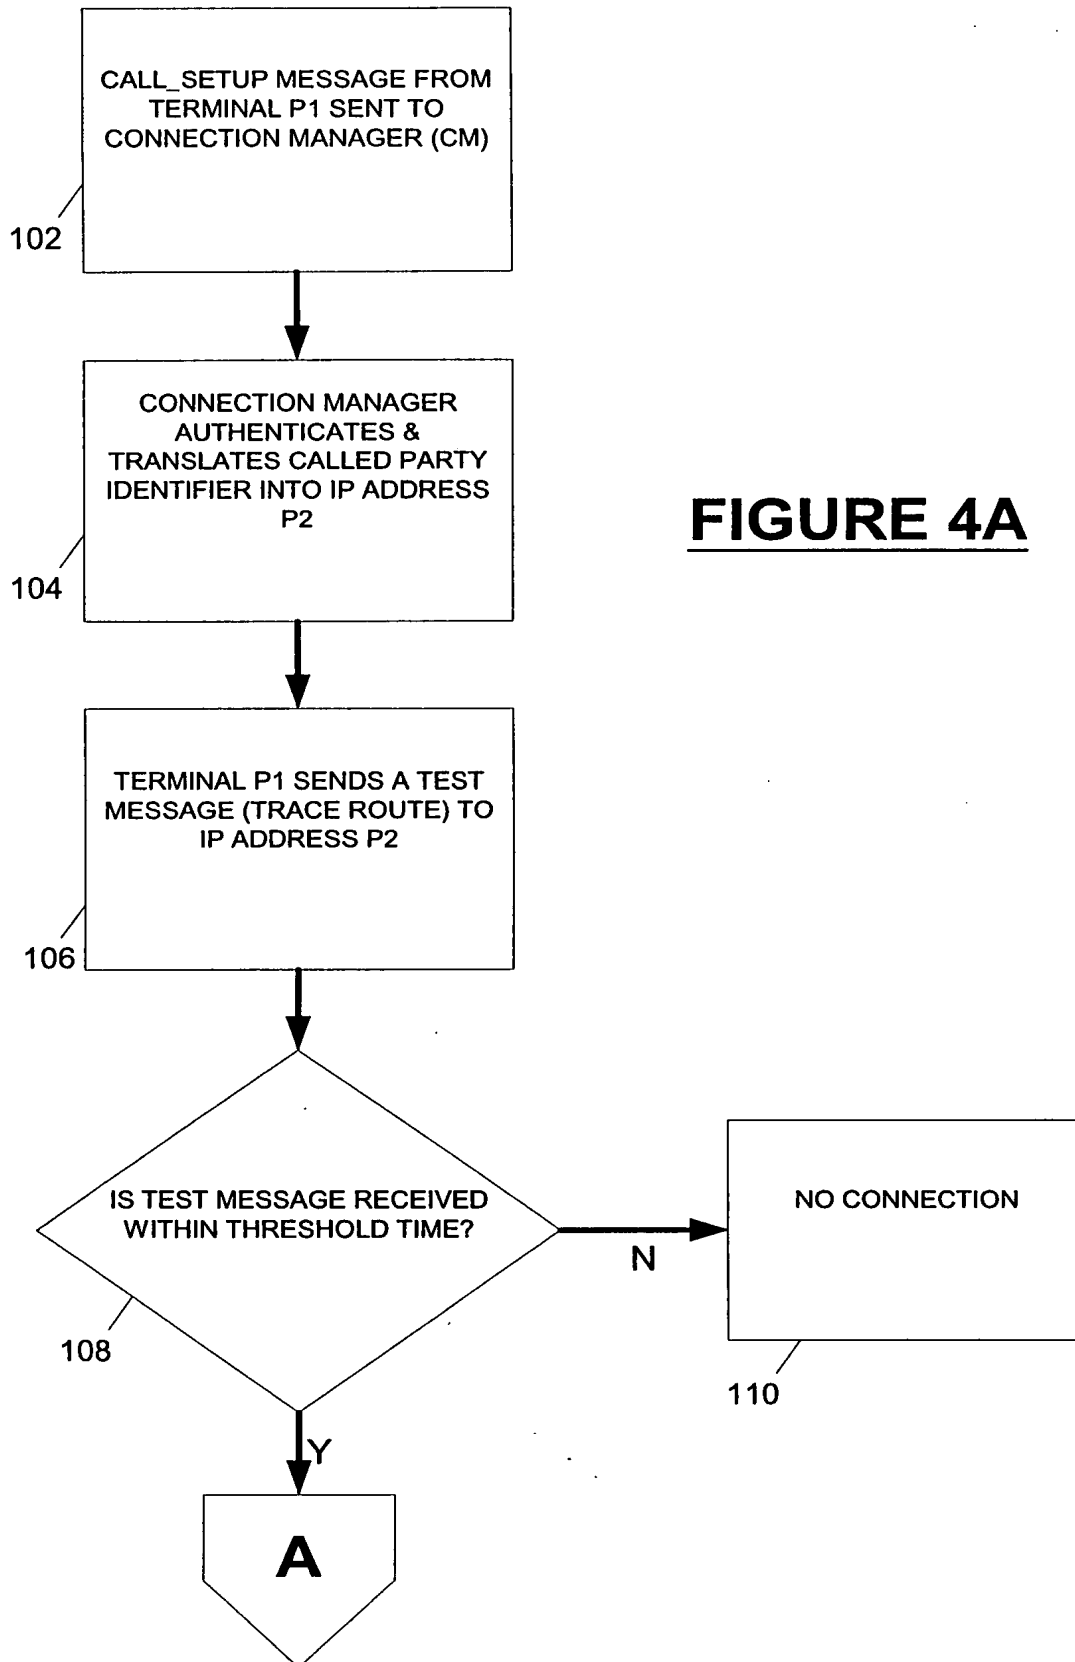 CALL_SETUP MESSAGE FROM
TERMINAL P1 SENT TO
CONNECTION MANAGER (CM)
102
CONNECTION MANAGER
AUTHENTICATES &
TRANSLATES CALLED PARTY
IDENTIFIER INTO IP ADDRESS
P2
104
FIGURE 4A
TERMINAL P1 SENDS A TEST
MESSAGE (TRACE ROUTE) TO
IP ADDRESS P2
106
IS TEST MESSAGE RECEIVED
WITHIN THRESHOLD TIME?
108
N
NO CONNECTION
110
Y
A